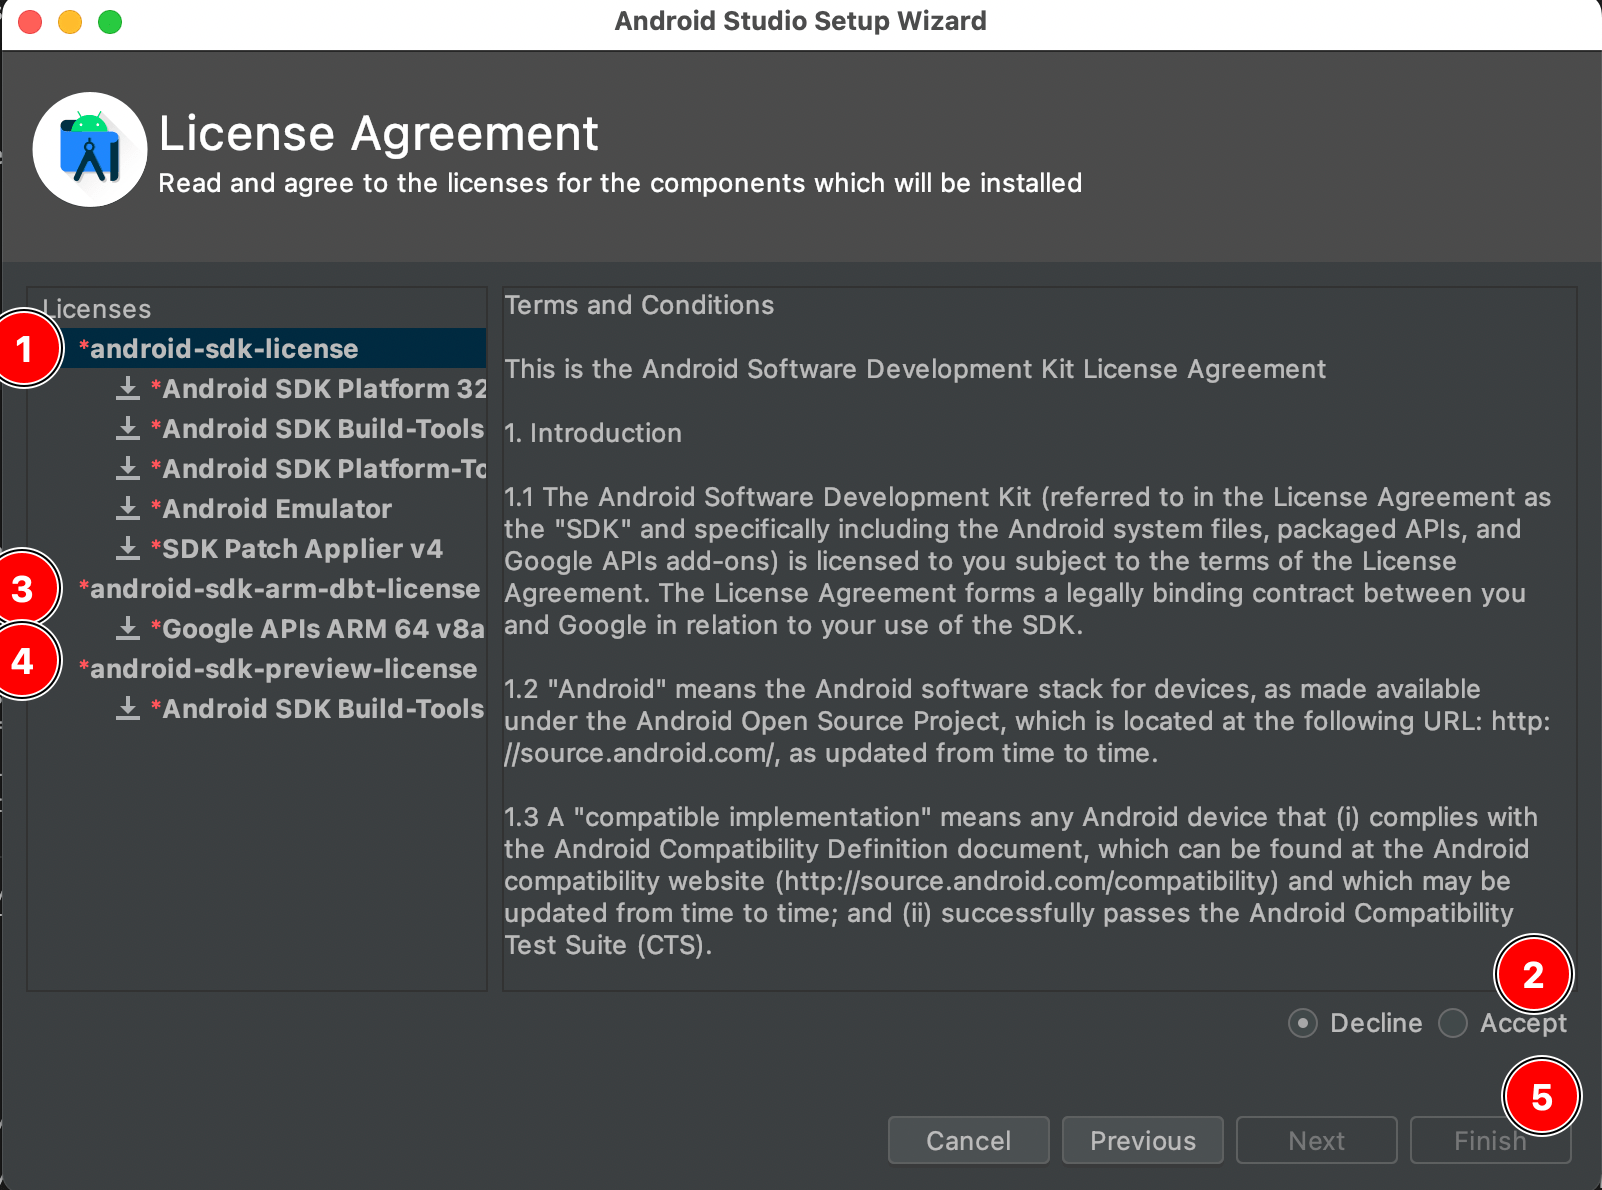 Android Studio Setup Wizard
License Agreement
Read and agree to the licenses for the components which will be installed
Licenses
1
*android-sdk-license
*Android SDK Platform 32
*Android SDK Build-Tools
*Android SDK Platform-To
*Android Emulator
*SDK Patch Applier v4
3
*android-sdk-arm-dbt-license
*Google APIs ARM 64 v8a
4
*android-sdk-preview-license
*Android SDK Build-Tools
Terms and Conditions
This is the Android Software Development Kit License Agreement
1. Introduction
1.1 The Android Software Development Kit (referred to in the License Agreement as
the "SDK" and specifically including the Android system files, packaged APIs, and
Google APIs add-ons) is licensed to you subject to the terms of the License
Agreement. The License Agreement forms a legally binding contract between you
and Google in relation to your use of the SDK.
1.2 "Android" means the Android software stack for devices, as made available
under the Android Open Source Project, which is located at the following URL: http:
//source.android.com/, as updated from time to time.
1.3 A "compatible implementation" means any Android device that (i) complies with
the Android Compatibility Definition document, which can be found at the Android
compatibility website (http://source.android.com/compatibility) and which may be
updated from time to time; and (ii) successfully passes the Android Compatibility
Test Suite (CTS).
2
Decline Accept
5
Cancel Previous Next Finish